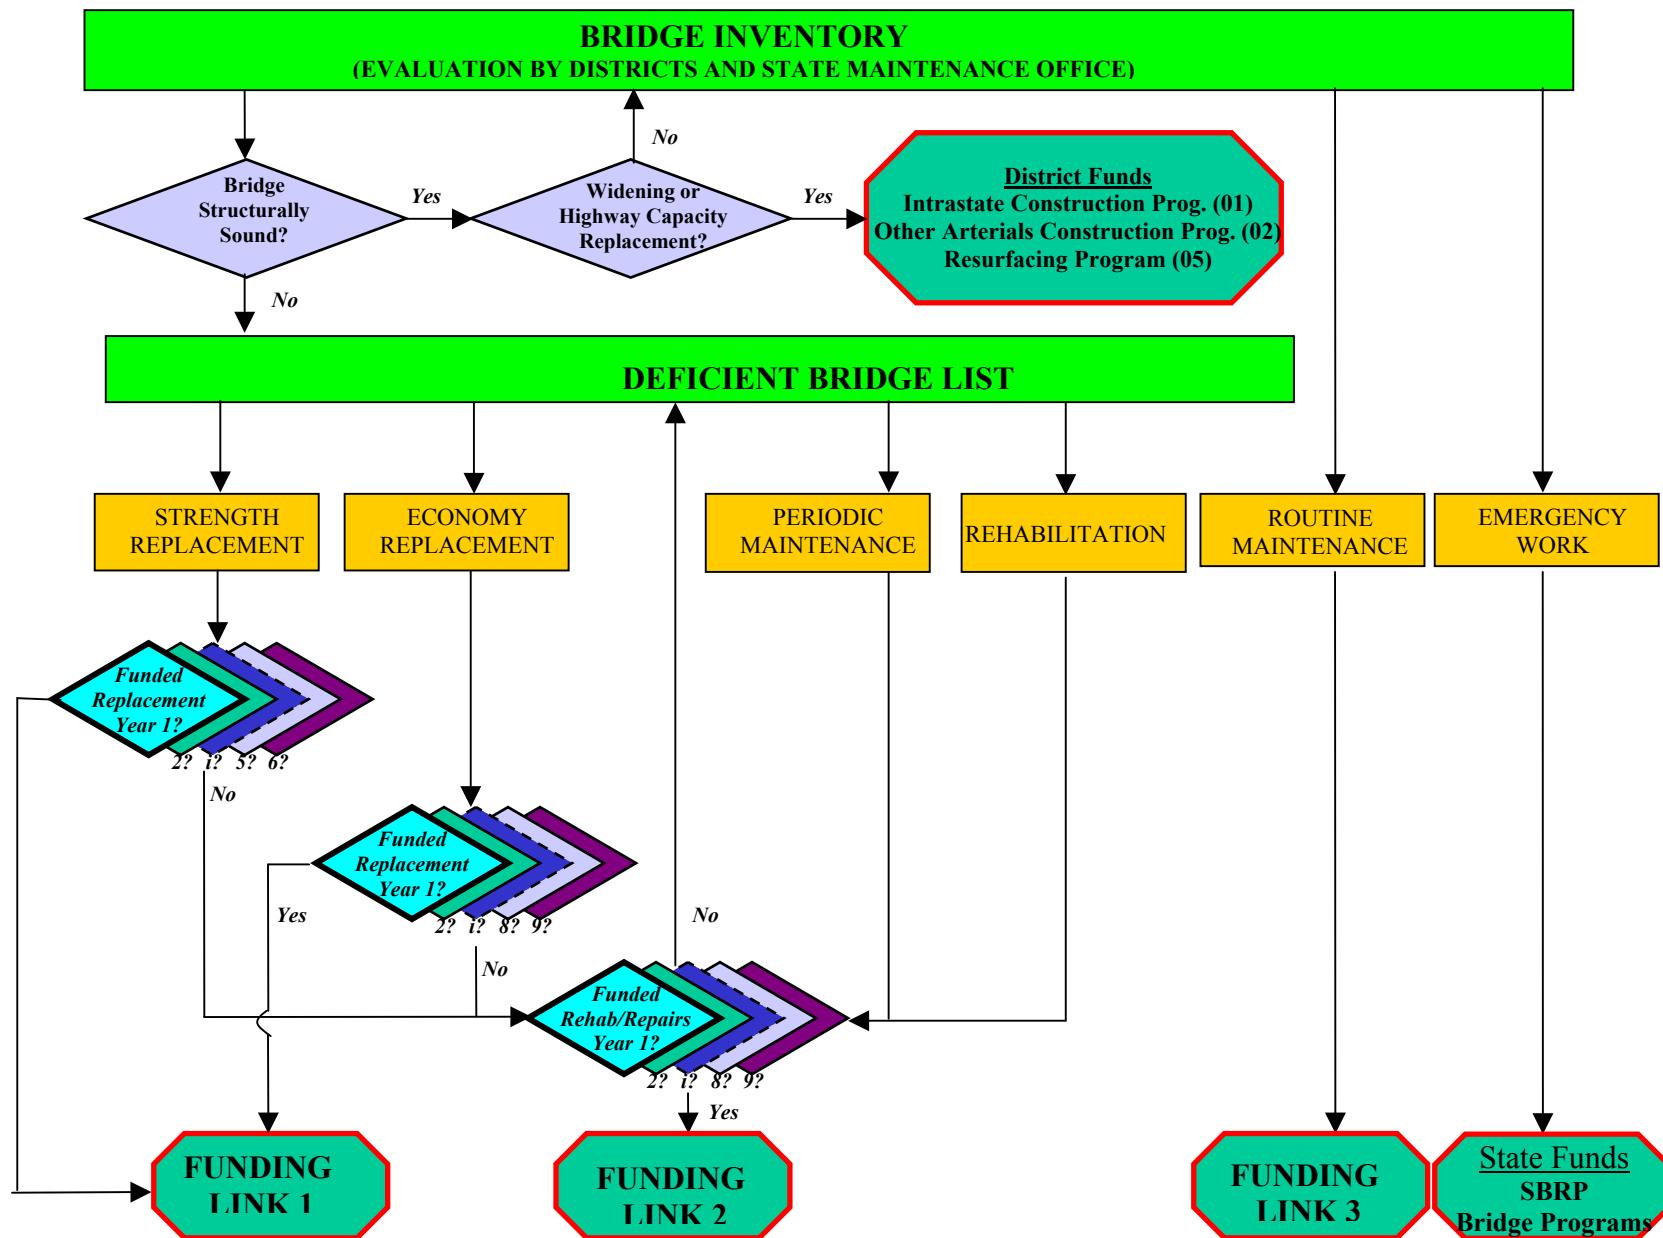 BRIDGE INVENTORY
(EVALUATION BY DISTRICTS AND STATE MAINTENANCE OFFICE)
No
Bridge
Structurally
Sound?
Yes
Widening or
Highway Capacity
Replacement?
Yes
District Funds
Intrastate Construction Prog. (01)
Other Arterials Construction Prog. (02)
Resurfacing Program (05)
No
DEFICIENT BRIDGE LIST
STRENGTH
REPLACEMENT
ECONOMY
REPLACEMENT
PERIODIC
MAINTENANCE
REHABILITATION
ROUTINE
MAINTENANCE
EMERGENCY
WORK
Funded
Replacement
Year 1?
2? i? 5? 6?
No
Funded
Replacement
Year 1?
2? i? 8? 9?
Yes
No
No
Funded
Rehab/Repairs
Year 1?
2? i? 8? 9?
Yes
FUNDING
LINK 1
FUNDING
LINK 2
FUNDING
LINK 3
State Funds
SBRP
Bridge Programs